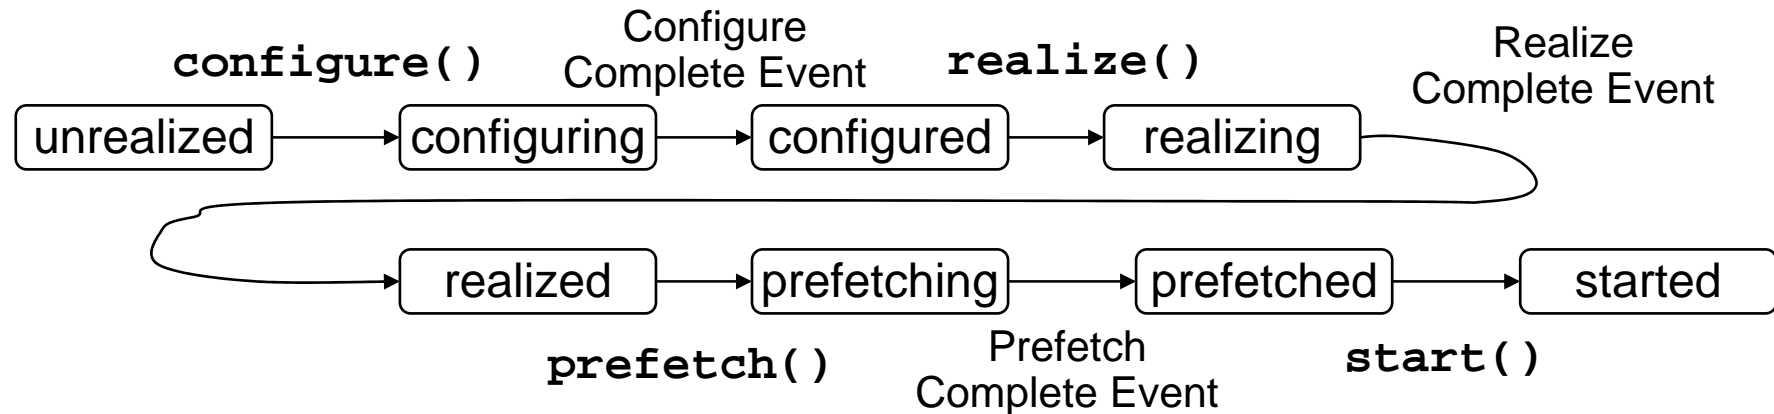 configure()
Configure
Complete Event
realize()
Realize
Complete Event
unrealized
configuring
configured
realizing
realized
prefetching
prefetched
started
prefetch()
Prefetch
Complete Event
start()